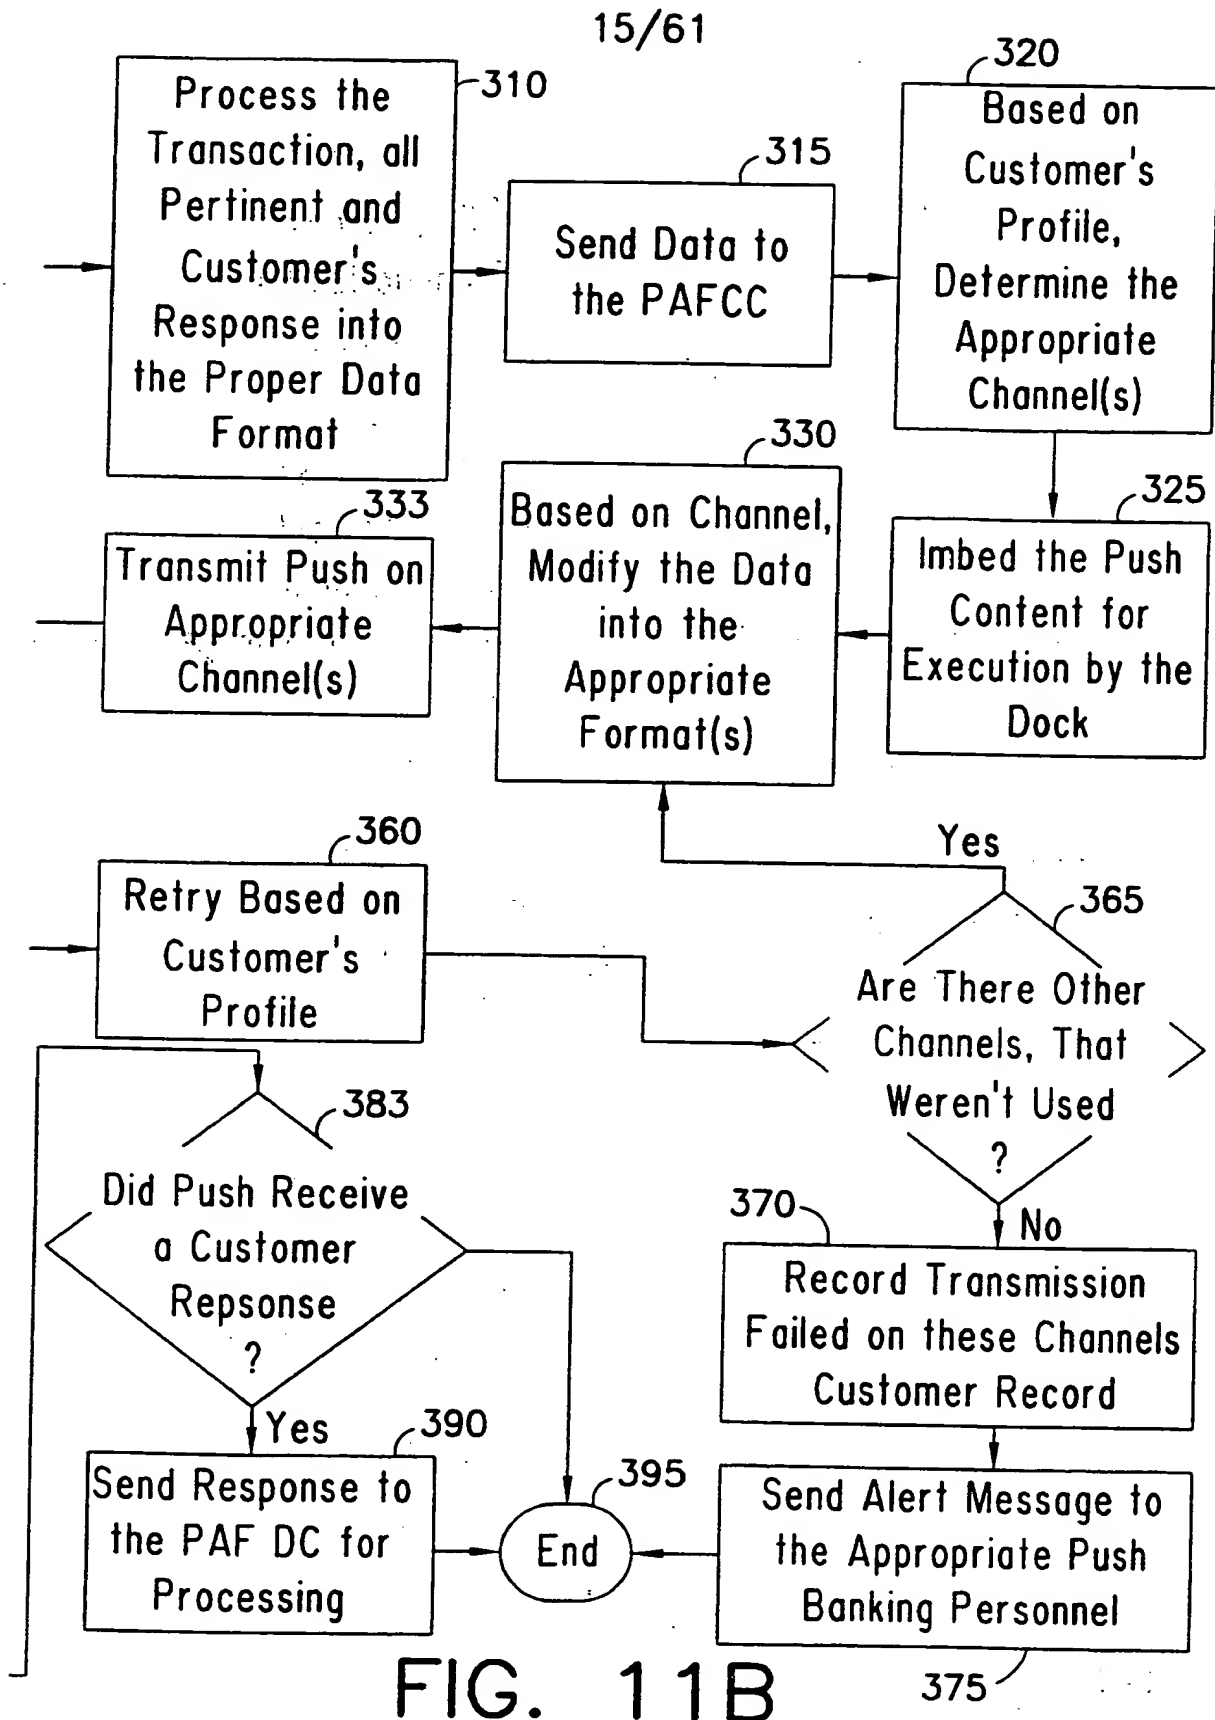 15/61
310
Process the
Transaction, all
Pertinent and
Customer's
Response into
the Proper Data
Format
315
Send Data to
the PAFCC
320
Based on
Customer's
Profile,
Determine the
Appropriate
Channel(s)
325
Imbed the Push
Content for
Execution by the
Dock
330
Based on Channel,
Modify the Data
into the
Appropriate
Format(s)
333
Transmit Push on
Appropriate
Channel(s)
360
Retry Based on
Customer's
Profile
Yes
365
Are There Other
Channels, That
Weren't Used
?
No
370
Record Transmission
Failed on these Channels
Customer Record
Send Alert Message to
the Appropriate Push
Banking Personnel
375
383
Did Push Receive
a Customer
Repsonse
?
Yes
390
Send Response to
the PAF DC for
Processing
395
End
FIG. 11B